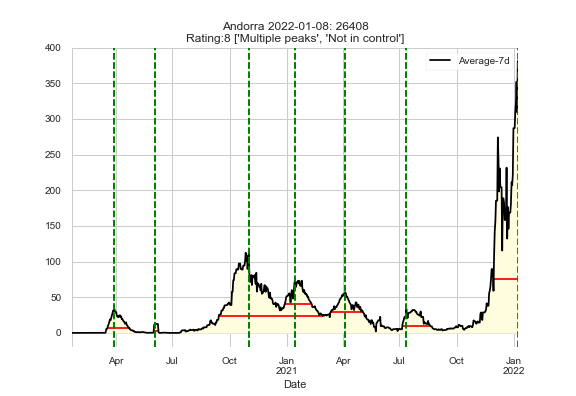 Andorra 2022-01-08: 26408
Rating:8 ['Multiple peaks', 'Not in control']
Average-7d
400
350
300
250
200
150
100
50
0
Apr Jul Oct Jan Apr Jul Oct Jan
2021 2022
Date